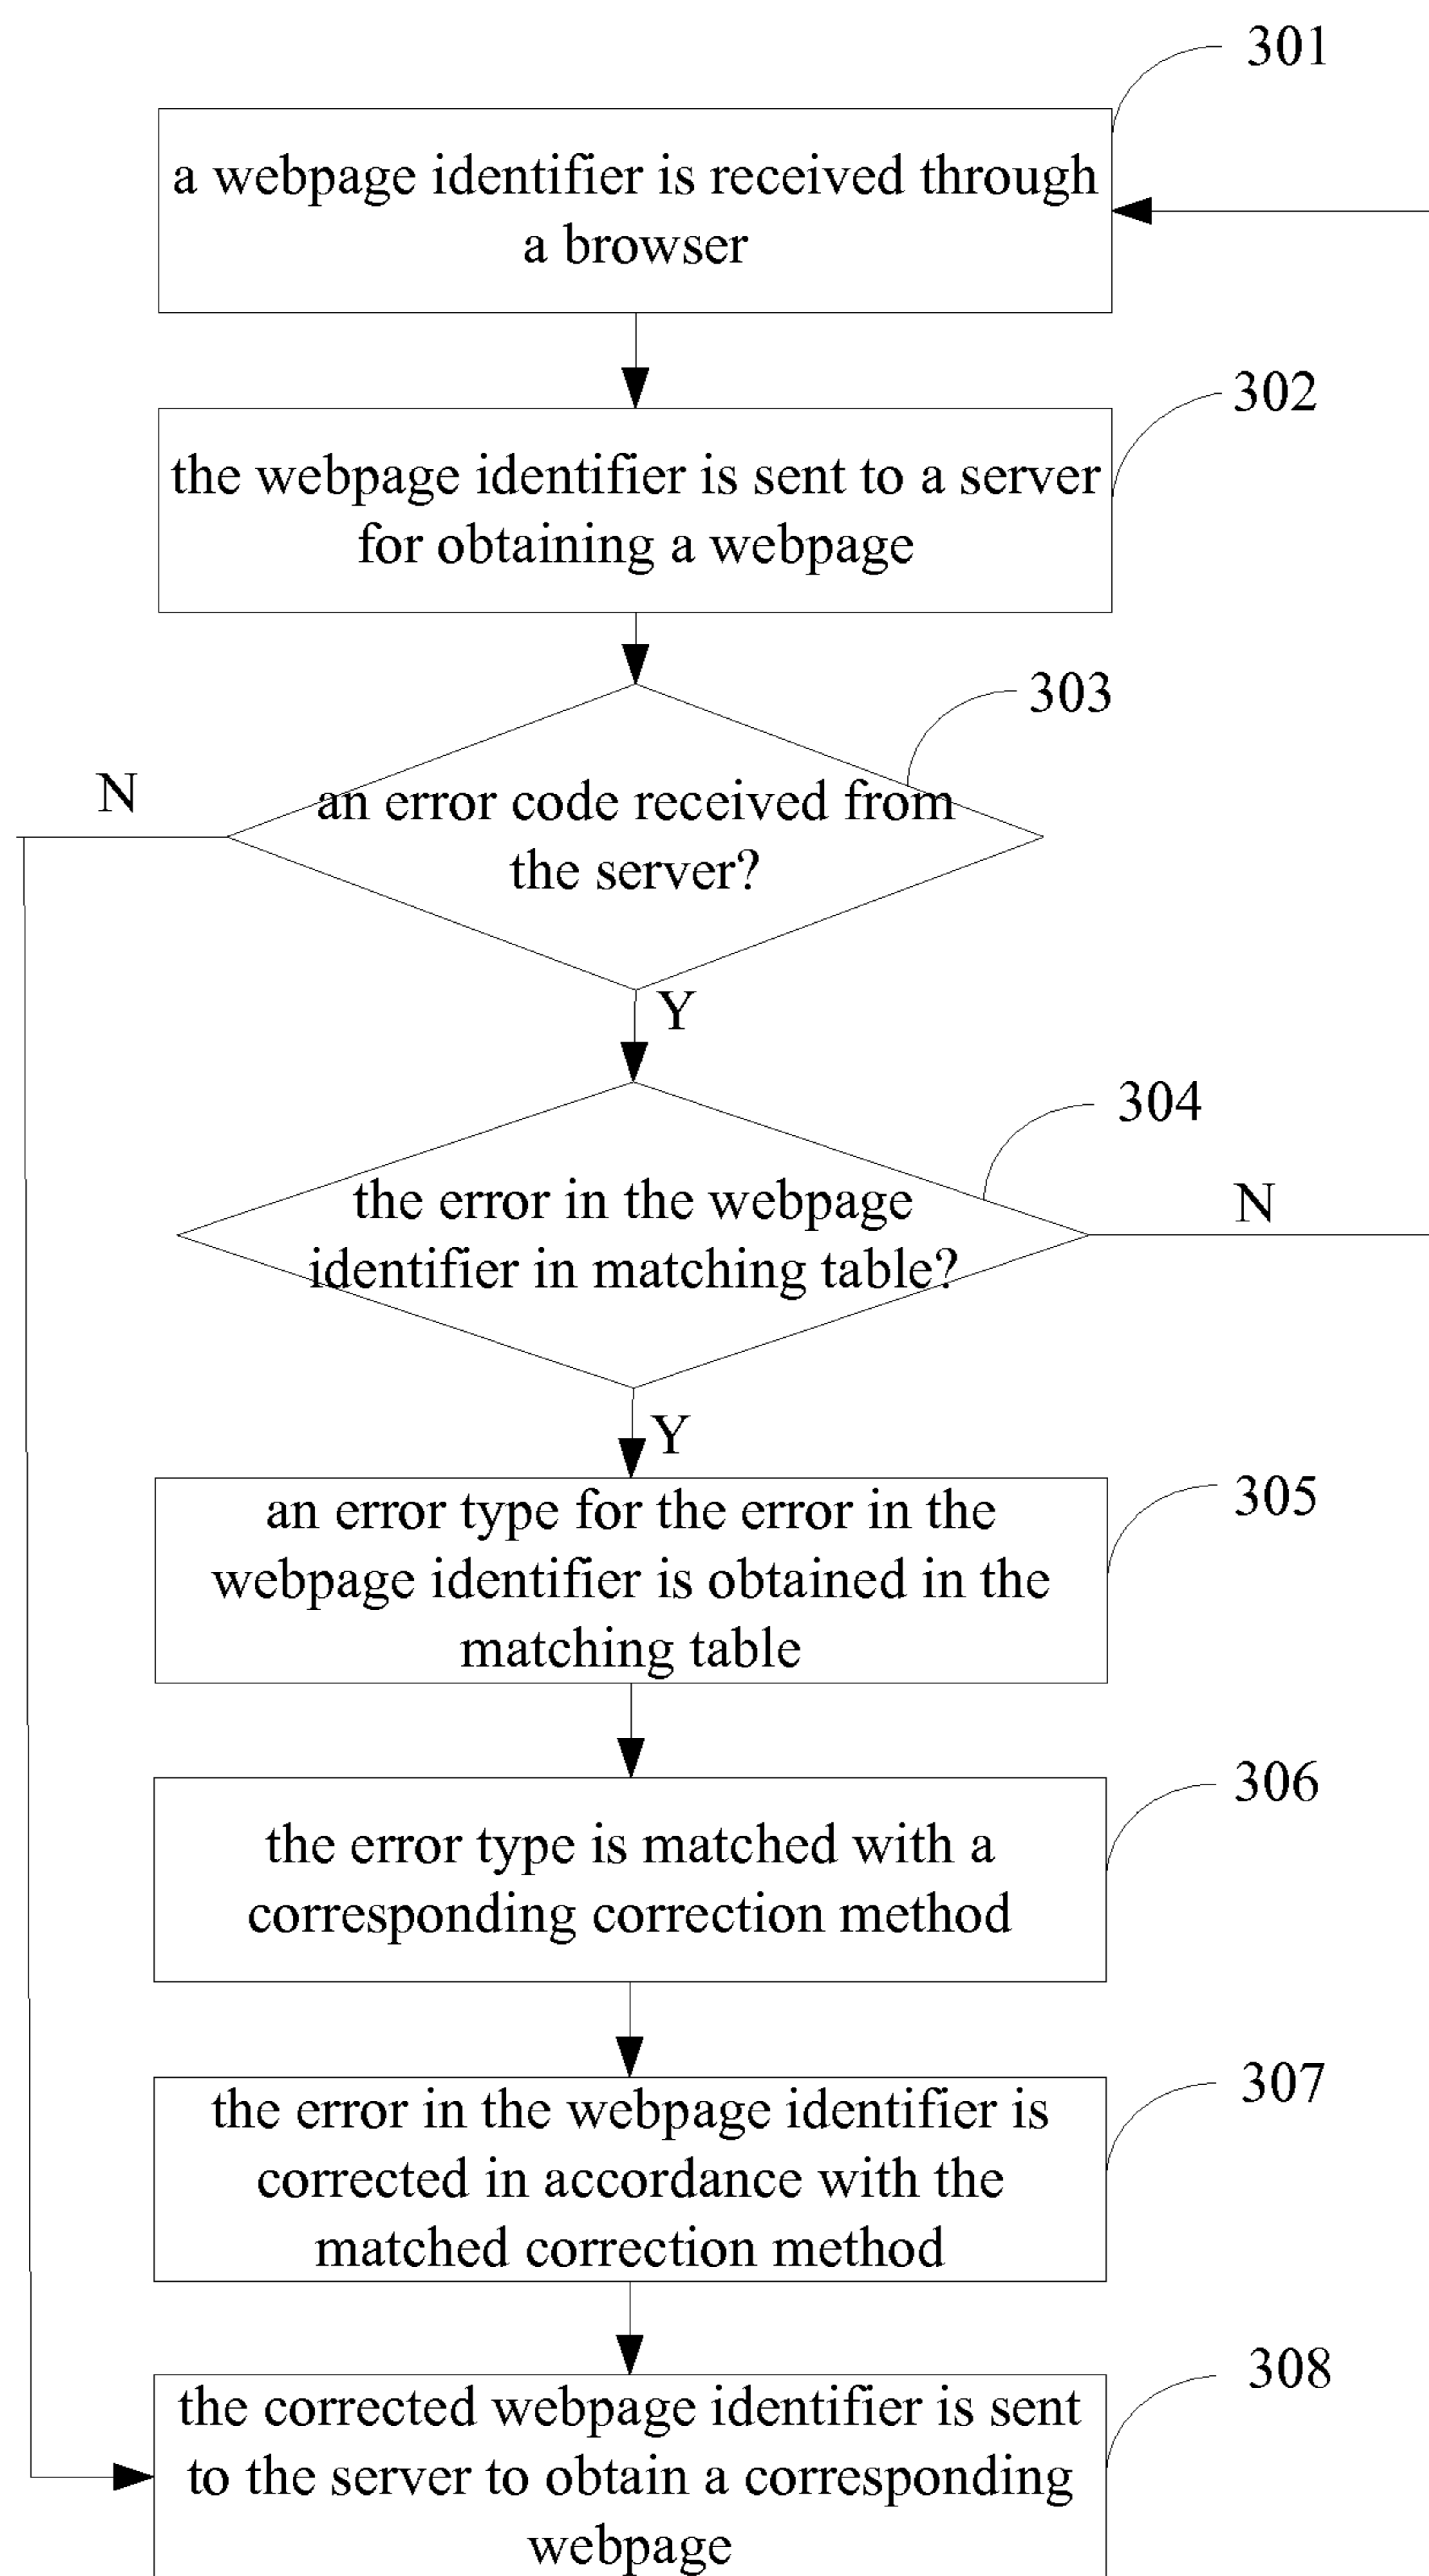 301
a webpage identifier is received through
a browser
302
the webpage identifier is sent to a server
for obtaining a webpage
303
N
an error code received from
the server?
Y
304
the error in the webpage
identifier in matching table?
N
Y
305
an error type for the error in the
webpage identifier is obtained in the
matching table
306
the error type is matched with a
corresponding correction method
307
the error in the webpage identifier is
corrected in accordance with the
matched correction method
308
the corrected webpage identifier is sent
to the server to obtain a corresponding
webpage